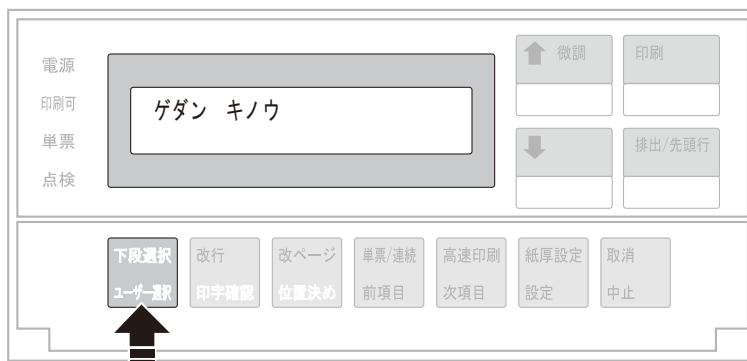 電源
印刷可
単票
点検
ゲダン キノウ
微調
印刷
排出/先頭行
下段選択
ユーザー選択
改行
印字確認
改ページ
位置決め
単票/連続
前項目
高速印刷
次項目
紙厚設定
設定
取消
中止